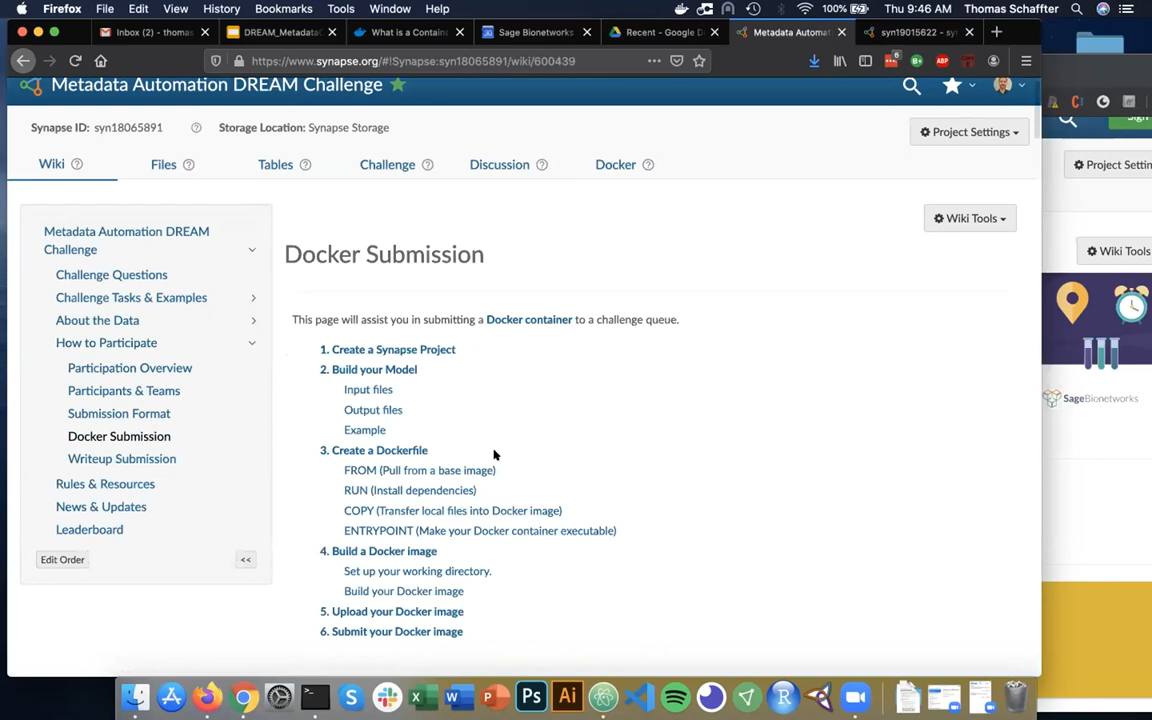 Firefox File Edit View History Bookmarks Tools Window Help 100% Thu 9:46 AM Thomas Schaffter
Inbox (2) - thomas DREAM_Metadata What is a Contain Sage Bionetworks Recent - Google D Metadata Automat syn19015622 - sy
https://www.synapse.org/#!Synapse:syn18065891/wiki/600439
Metadata Automation DREAM Challenge
Synapse ID: syn18065891 Storage Location: Synapse Storage
Project Settings
Wiki Files Tables Challenge Discussion Docker
Project Settin
Wiki Tools
Wiki Tools
Metadata Automation DREAM
Challenge
Challenge Questions
Challenge Tasks & Examples
About the Data
How to Participate
Participation Overview
Participants & Teams
Submission Format
Docker Submission
Writeup Submission
Rules & Resources
News & Updates
Leaderboard
Edit Order <<
Docker Submission
This page will assist you in submitting a Docker container to a challenge queue.
1. Create a Synapse Project
2. Build your Model
Input files
Output files
Example
3. Create a Dockerfile
FROM (Pull from a base image)
RUN (Install dependencies)
COPY (Transfer local files into Docker image)
ENTRYPOINT (Make your Docker container executable)
4. Build a Docker image
Set up your working directory.
Build your Docker image
5. Upload your Docker image
6. Submit your Docker image
SageBionetworks
Ps Ai